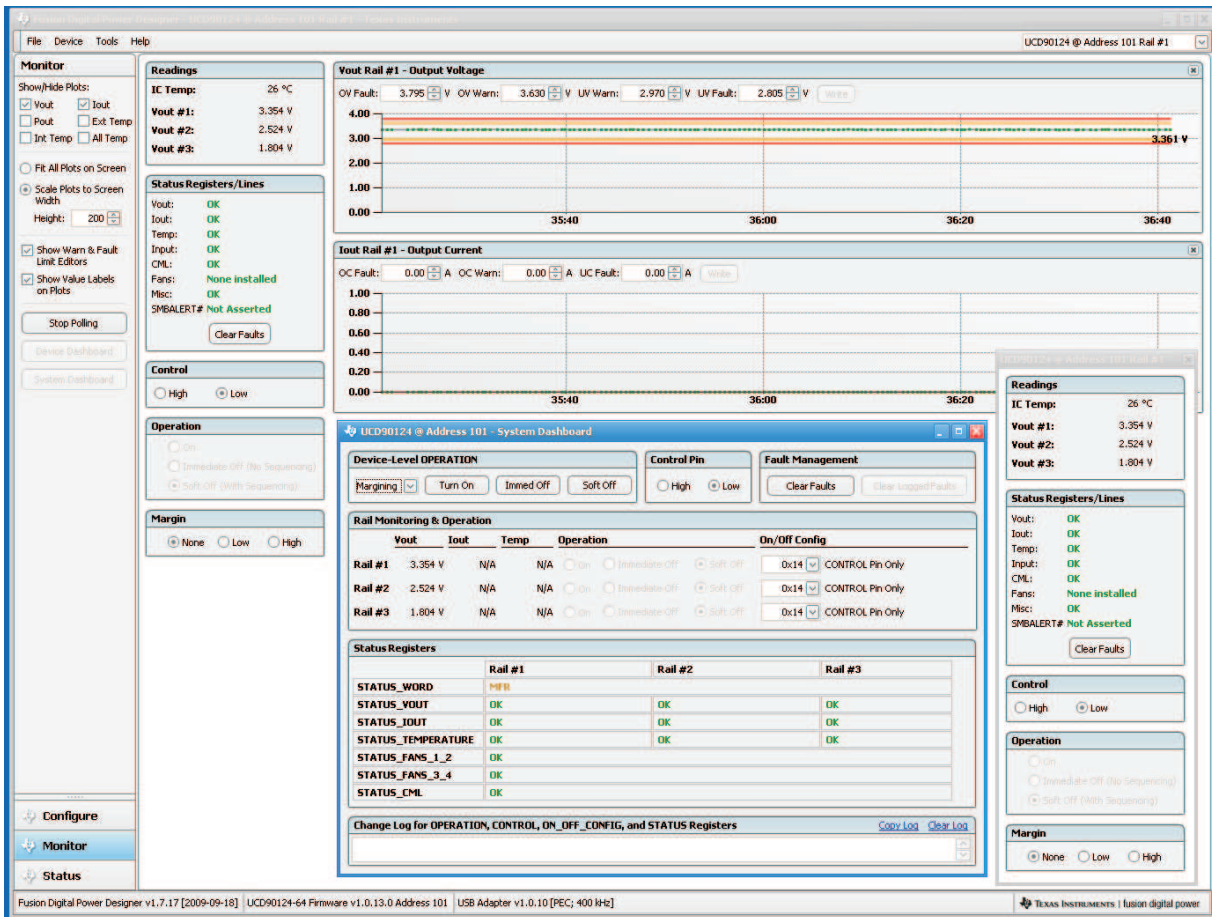 Fusion Digital Power Designer - UCD90124 @ Address 101 Rail #1 - Texas Instruments
File Device Tools Help
UCD90124 @ Address 101 Rail #1
Monitor
Show/Hide Plots:
Vout Iout
Pout Ext Temp
Int Temp All Temp
Fit All Plots on Screen
Scale Plots to Screen
Width
Height: 200
Show Warn & Fault
Limit Editors
Show Value Labels
on Plots
Stop Polling
Device Dashboard
System Dashboard
Configure
Monitor
Status
Readings
IC Temp: 26 °C
Vout #1: 3.354 V
Vout #2: 2.524 V
Vout #3: 1.804 V
Status Registers/Lines
Vout: OK
Iout: OK
Temp: OK
Input: OK
CML: OK
Fans: None installed
Misc: OK
SMBALERT# Not Asserted
Clear Faults
Control
High Low
Operation
On
Immediate Off (No Sequencing)
Soft Off (With Sequencing)
Margin
None Low High
Vout Rail #1 - Output Voltage
OV Fault: 3.795 V OV Warn: 3.630 V UV Warn: 2.970 V UV Fault: 2.805 V Write
4.00
3.00
3.361 V
2.00
1.00
0.00
35:40 36:00 36:20 36:40
Iout Rail #1 - Output Current
OC Fault: 0.00 A OC Warn: 0.00 A UC Fault: 0.00 A Write
1.00
0.80
0.60
0.40
0.20
0.00
35:40 36:00 36:20
UCD90124 @ Address 101 - System Dashboard
Device-Level OPERATION
Margining Turn On Immed Off Soft Off
Control Pin
High Low
Fault Management
Clear Faults Clear Logged Faults
Rail Monitoring & Operation
Vout Iout Temp Operation On/Off Config
Rail #1 3.354 V N/A N/A On Immediate Off Soft Off 0x14 CONTROL Pin Only
Rail #2 2.524 V N/A N/A On Immediate Off Soft Off 0x14 CONTROL Pin Only
Rail #3 1.804 V N/A N/A On Immediate Off Soft Off 0x14 CONTROL Pin Only
Status Registers
Rail #1 Rail #2 Rail #3
STATUS_WORD MFR
STATUS_VOUT OK OK OK
STATUS_IOUT OK OK OK
STATUS_TEMPERATURE OK OK OK
STATUS_FANS_1_2 OK
STATUS_FANS_3_4 OK
STATUS_CML OK
Change Log for OPERATION, CONTROL, ON_OFF_CONFIG, and STATUS Registers Copy Log Clear Log
UCD90124 @ Address 101 Rail #1
Readings
IC Temp: 26 °C
Vout #1: 3.354 V
Vout #2: 2.524 V
Vout #3: 1.804 V
Status Registers/Lines
Vout: OK
Iout: OK
Temp: OK
Input: OK
CML: OK
Fans: None installed
Misc: OK
SMBALERT# Not Asserted
Clear Faults
Control
High Low
Operation
On
Immediate Off (No Sequencing)
Soft Off (With Sequencing)
Margin
None Low High
Fusion Digital Power Designer v1.7.17 [2009-09-18] UCD90124-64 Firmware v1.0.13.0 Address 101 USB Adapter v1.0.10 [PEC; 400 kHz] TEXAS INSTRUMENTS | fusion digital power